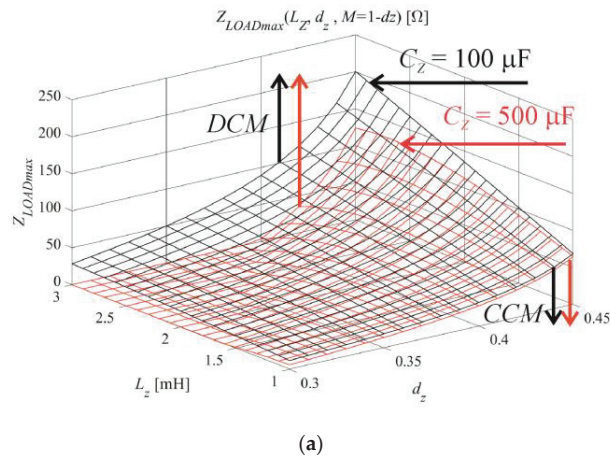 Z_LOADmax(L_Z, d_z , M=1-dz) [Ω]
C_Z = 100 μF
250
DCM
C_Z = 500 μF
200
150
100
50
0
Z_LOADmax
3
2.5
2
1.5
1
L_z [mH]
CCM
0.45
0.4
0.35
0.3
d_z
(a)